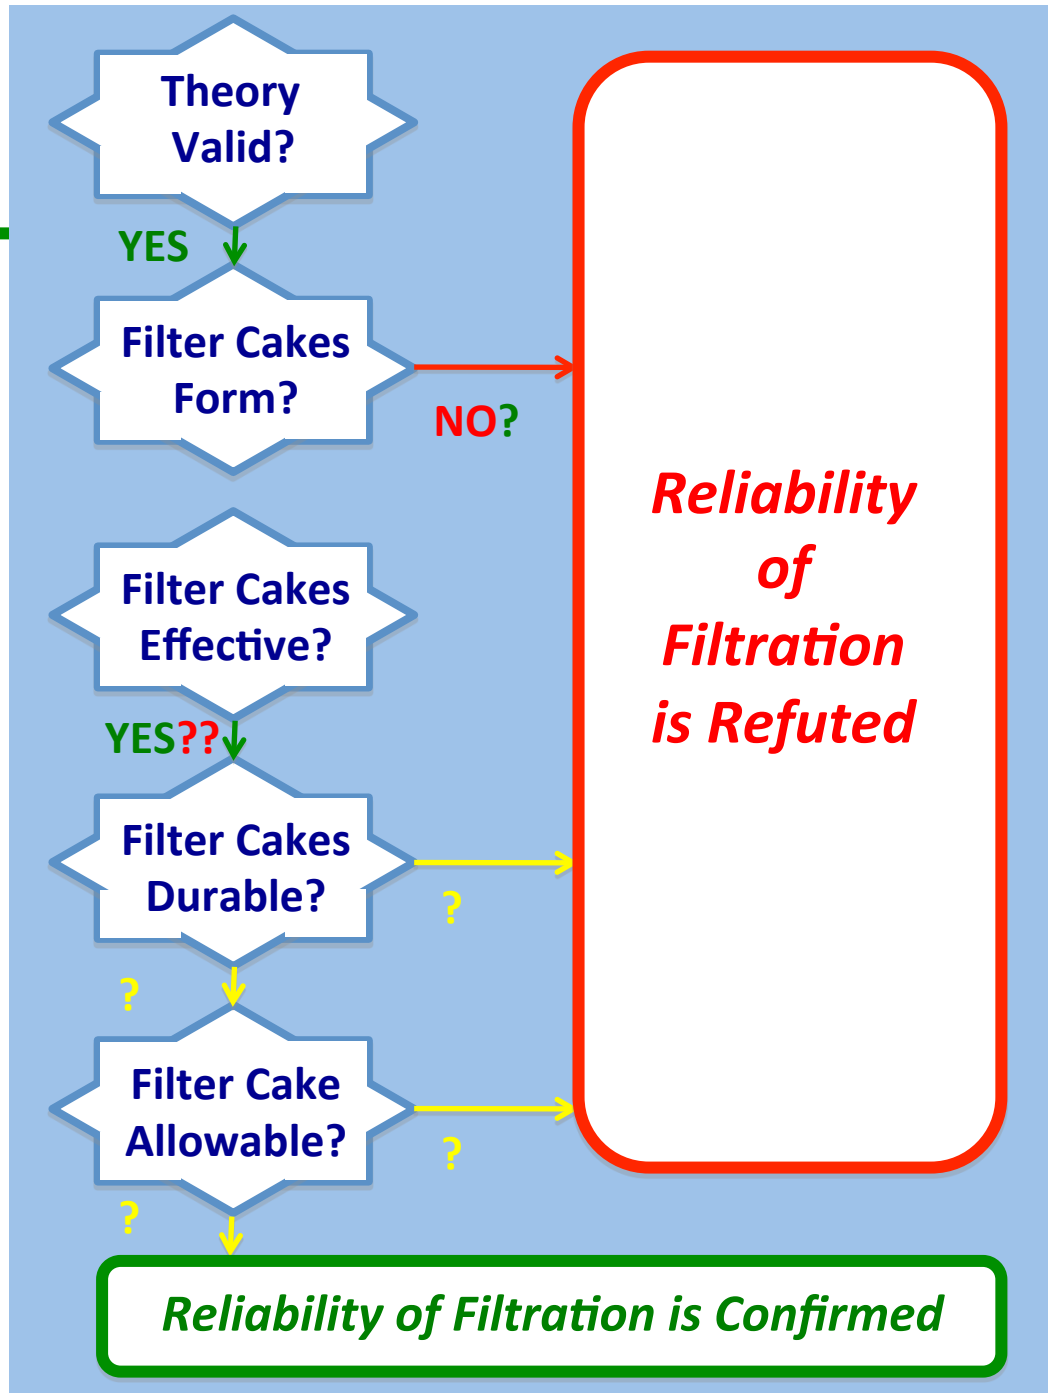 Theory
Valid?
YES
Filter Cakes
Form?
NO?
Filter Cakes
Effective?
YES??
Filter Cakes
Durable?
?
?
Filter Cake
Allowable?
?
?
Reliability
of
Filtration
is Refuted
Reliability of Filtration is Confirmed